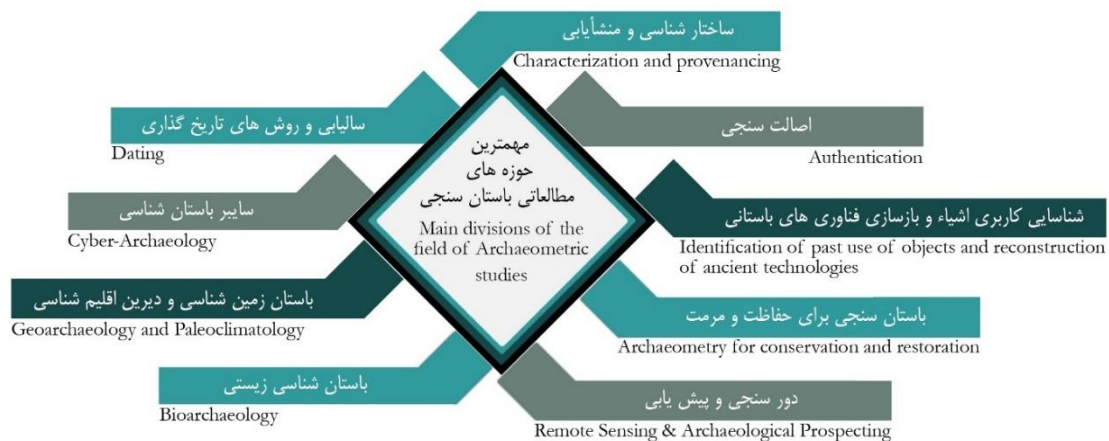 ساختار شناسی و منشأیابی
Characterization and provenancing
سالیابی و روش های تاریخ گذاری
Dating
اصالت سنجی
Authentication
مهمترین
حوزه های
مطالعاتی باستان سنجی
Main divisions of the
field of Archaeometric
studies
سایبر باستان شناسی
Cyber-Archaeology
شناسایی کاربری اشیاء و بازسازی فناوری های باستانی
Identification of past use of objects and reconstruction
of ancient technologies
باستان زمین شناسی و دیرین اقلیم شناسی
Geoarchaeology and Paleoclimatology
باستان سنجی برای حفاظت و مرمت
Archaeometry for conservation and restoration
باستان شناسی زیستی
Bioarchaeology
دور سنجی و پیش یابی
Remote Sensing & Archaeological Prospecting